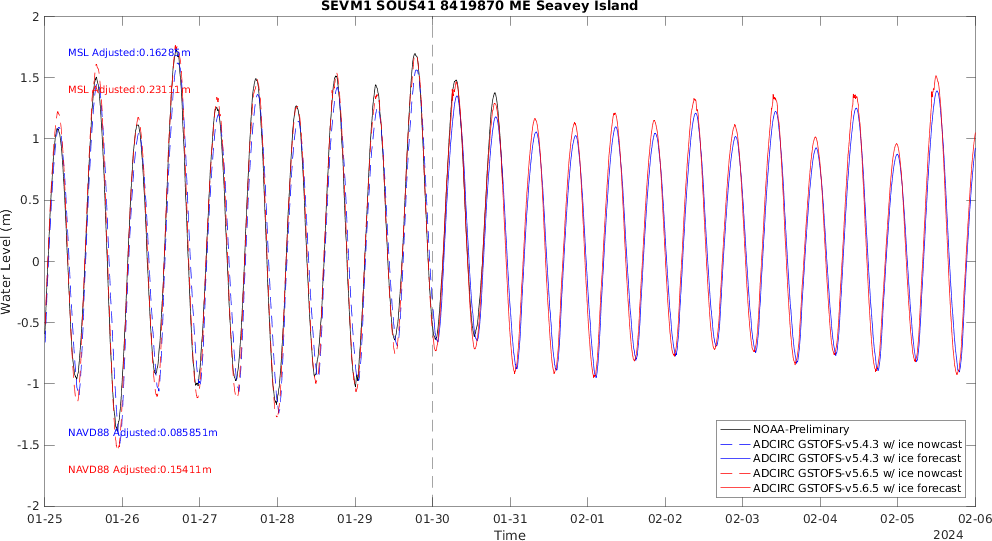 SEVM1 SOUS41 8419870 ME Seavey Island
2
1.5
1
0.5
0
-0.5
-1
-1.5
-2
Water Level (m)
MSL Adjusted:0.16285m
MSL Adjusted:0.23111m
NAVD88 Adjusted:0.085851m
NAVD88 Adjusted:0.15411m
NOAA-Preliminary
ADCIRC GSTOFS-v5.4.3 w/ ice nowcast
ADCIRC GSTOFS-v5.4.3 w/ ice forecast
ADCIRC GSTOFS-v5.6.5 w/ ice nowcast
ADCIRC GSTOFS-v5.6.5 w/ ice forecast
01-25 01-26 01-27 01-28 01-29 01-30 01-31 02-01 02-02 02-03 02-04 02-05 02-06
Time
2024